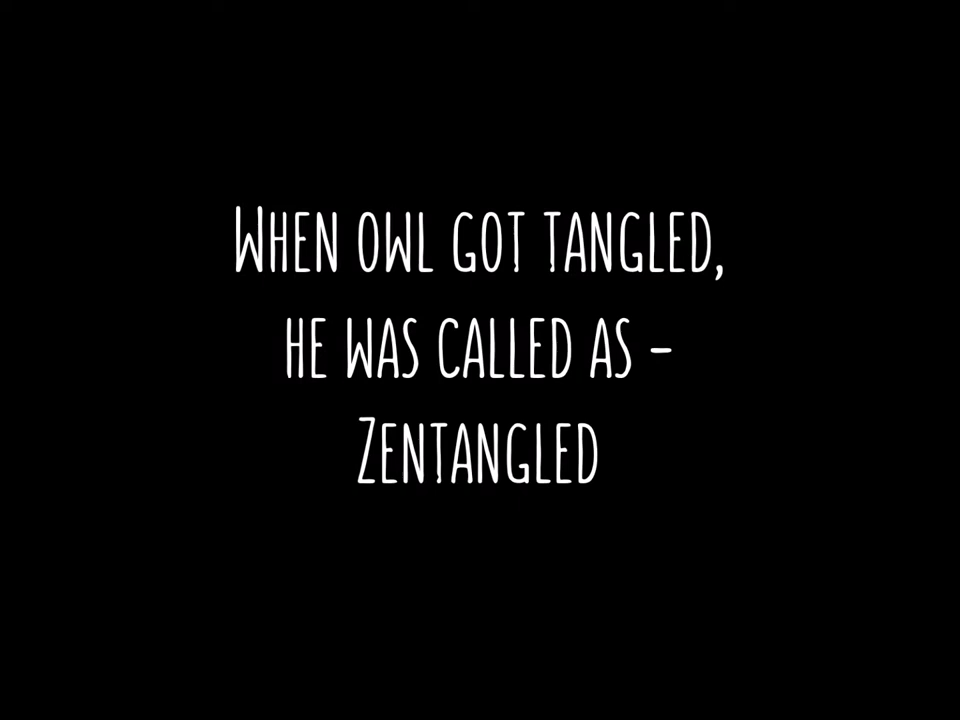 When owl got tangled,
he was called as -
Zentangled